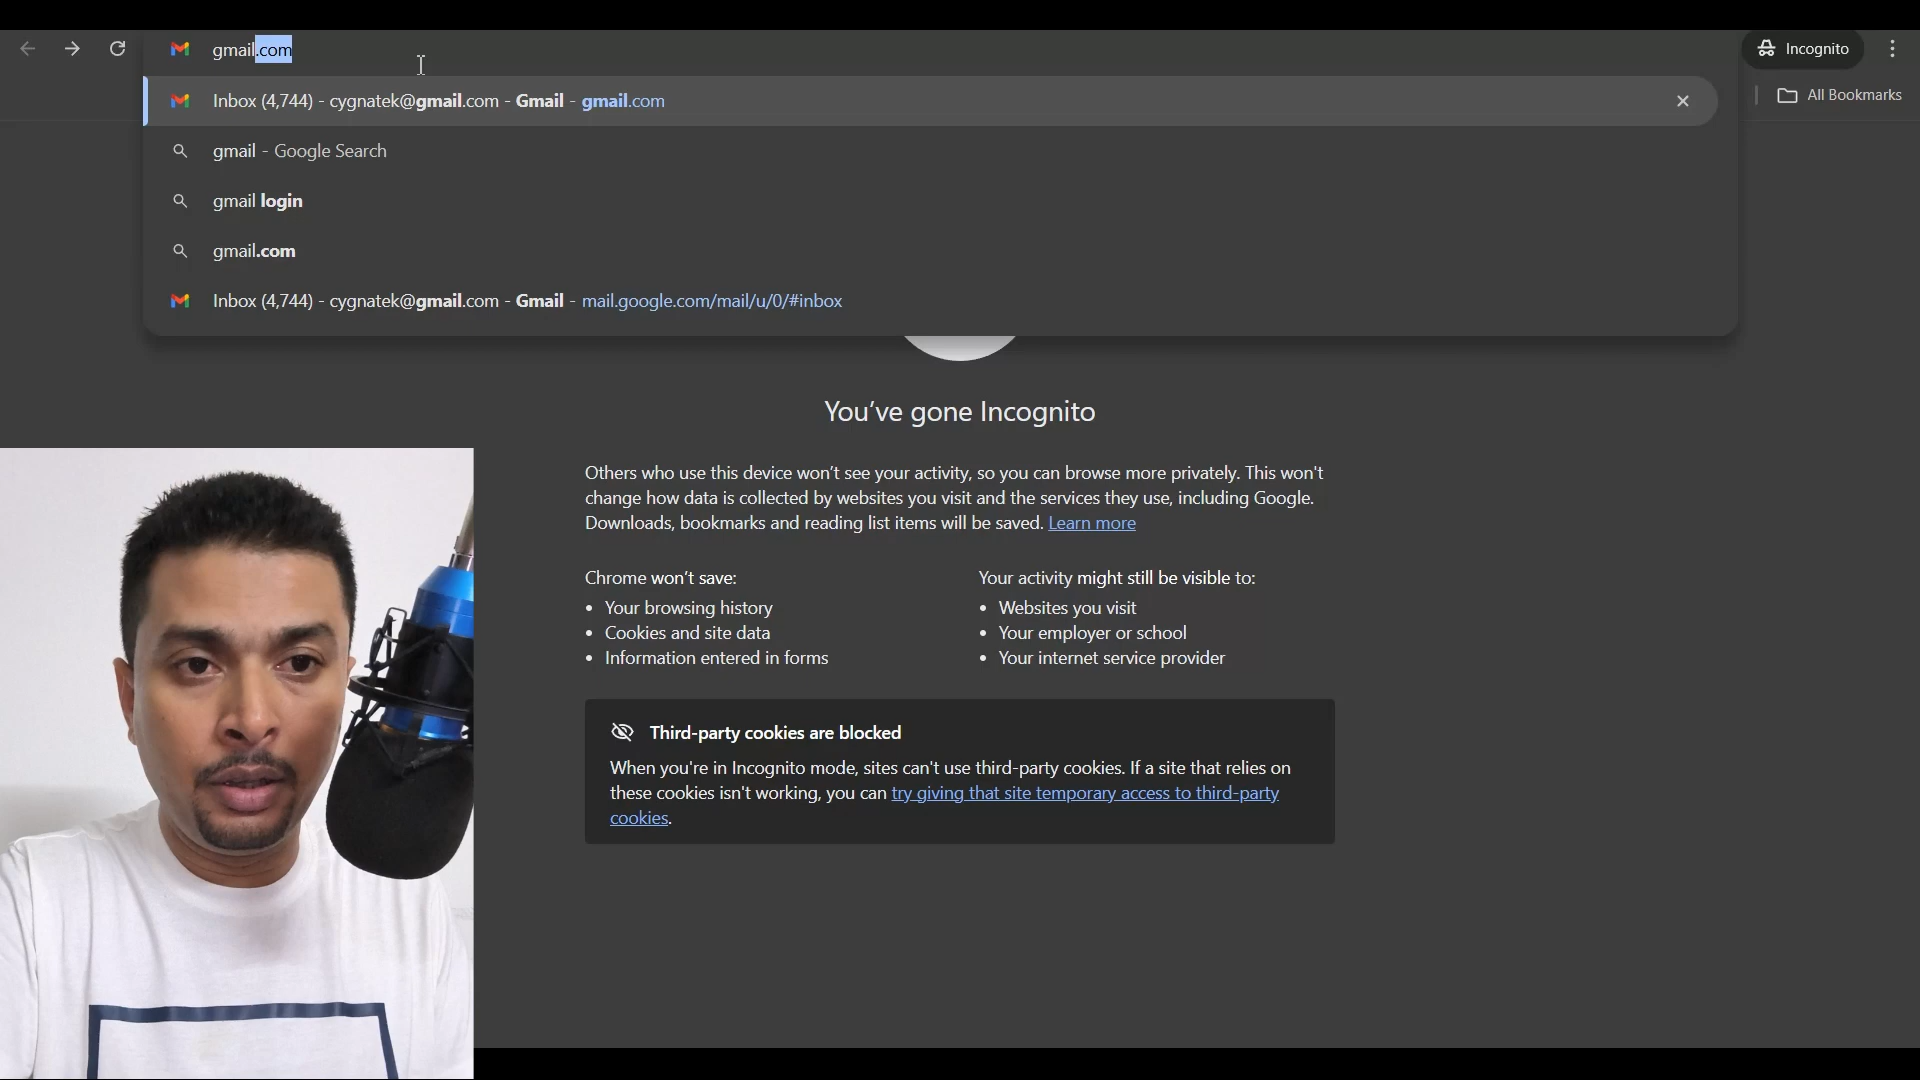 gmail.com
Incognito
Inbox (4,744) - cygnatek@gmail.com - Gmail - gmail.com
All Bookmarks
gmail - Google Search
gmail login
gmail.com
Inbox (4,744) - cygnatek@gmail.com - Gmail - mail.google.com/mail/u/0/#inbox
You've gone Incognito
Others who use this device won't see your activity, so you can browse more privately. This won't
change how data is collected by websites you visit and the services they use, including Google.
Downloads, bookmarks and reading list items will be saved. Learn more
Chrome won't save:
• Your browsing history
• Cookies and site data
• Information entered in forms
Your activity might still be visible to:
• Websites you visit
• Your employer or school
• Your internet service provider
Third-party cookies are blocked
When you're in Incognito mode, sites can't use third-party cookies. If a site that relies on
these cookies isn't working, you can try giving that site temporary access to third-party
cookies.